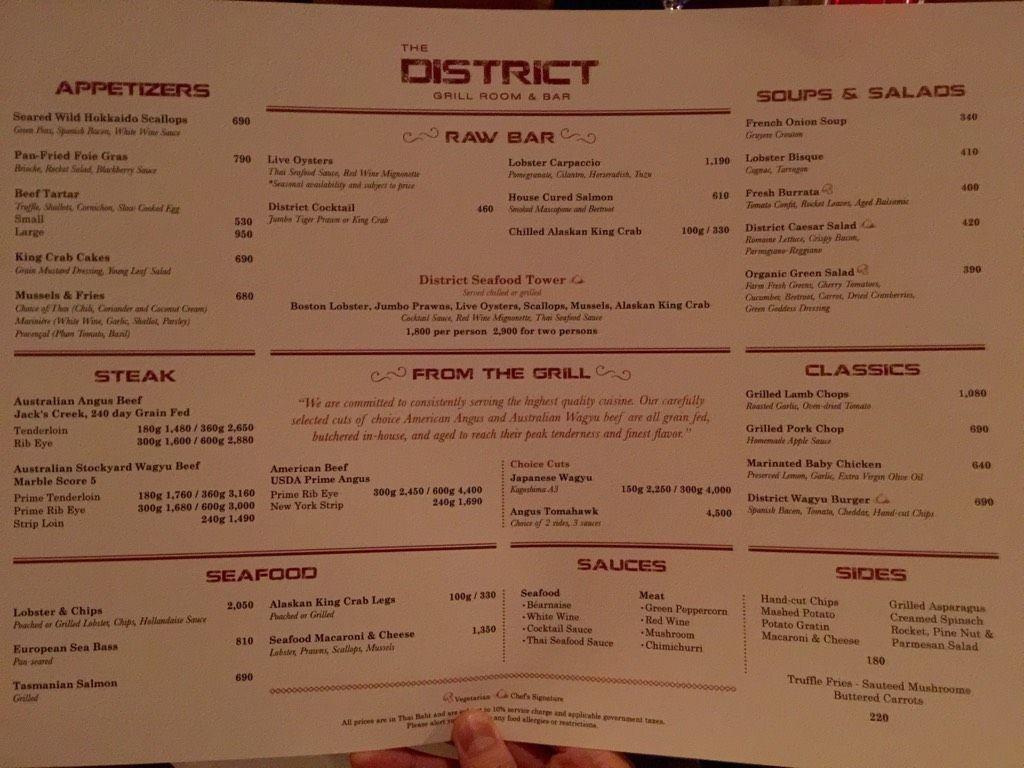 THE
DISTRICT
GRILL ROOM & BAR
APPETIZERS
Seared Wild Hokkaido Scallops 690
Green Peas, Spanish Bacon, White Wine Sauce
Pan-Fried Foie Gras 790
Brioche, Rocket Salad, Blackberry Sauce
Beef Tartar
Truffle, Shallots, Cornichon, Slow Cooked Egg
Small 530
Large 950
King Crab Cakes 690
Grain Mustard Dressing, Young Leaf Salad
Mussels & Fries 680
Choice of Thai (Chili, Coriander and Coconut Cream)
Marinière (White Wine, Garlic, Shallot, Parsley)
Provençal (Plum Tomato, Basil)
RAW BAR
Live Oysters
Thai Seafood Sauce, Red Wine Mignonette
*Seasonal availability and subject to price
District Cocktail 460
Jumbo Tiger Prawn or King Crab
Lobster Carpaccio 1,190
Pomegranate, Cilantro, Horseradish, Yuzu
House Cured Salmon 610
Smoked Mascapone and Beetroot
Chilled Alaskan King Crab 100g / 330
District Seafood Tower
Served chilled or grilled
Boston Lobster, Jumbo Prawns, Live Oysters, Scallops, Mussels, Alaskan King Crab
Cocktail Sauce, Red Wine Mignonette, Thai Seafood Sauce
1,800 per person 2,900 for two persons
SOUPS & SALADS
French Onion Soup 340
Gruyere Crouton
Lobster Bisque 410
Cognac, Tarragon
Fresh Burrata 400
Tomato Confit, Rocket Leaves, Aged Balsamic
District Caesar Salad 420
Romaine Lettuce, Crispy Bacon,
Parmigiano-Reggiano
Organic Green Salad 390
Farm Fresh Greens, Cherry Tomatoes,
Cucumber, Beetroot, Carrot, Dried Cranberries,
Green Goddess Dressing
STEAK
Australian Angus Beef
Jack's Creek, 240 day Grain Fed
Tenderloin 180g 1,480 / 360g 2,650
Rib Eye 300g 1,600 / 600g 2,880
Australian Stockyard Wagyu Beef
Marble Score 5
Prime Tenderloin 180g 1,760 / 360g 3,160
Prime Rib Eye 300g 1,680 / 600g 3,000
Strip Loin 240g 1,490
FROM THE GRILL
"We are committed to consistently serving the highest quality cuisine. Our carefully
selected cuts of choice American Angus and Australian Wagyu beef are all grain fed,
butchered in-house, and aged to reach their peak tenderness and finest flavor."
American Beef
USDA Prime Angus
Prime Rib Eye 300g 2,450 / 600g 4,400
New York Strip 240g 1,690
Choice Cuts
Japanese Wagyu
Kagoshima A3 150g 2,250 / 300g 4,000
Angus Tomahawk 4,500
Choice of 2 sides, 3 sauces
CLASSICS
Grilled Lamb Chops 1,080
Roasted Garlic, Oven-dried Tomato
Grilled Pork Chop 690
Homemade Apple Sauce
Marinated Baby Chicken 640
Preserved Lemon, Garlic, Extra Virgin Olive Oil
District Wagyu Burger 690
Spanish Bacon, Tomato, Cheddar, Hand-cut Chips
SEAFOOD
Lobster & Chips 2,050
Poached or Grilled Lobster, Chips, Hollandaise Sauce
European Sea Bass 810
Pan-seared
Tasmanian Salmon 690
Grilled
Alaskan King Crab Legs 100g / 330
Poached or Grilled
Seafood Macaroni & Cheese 1,350
Lobster, Prawns, Scallops, Mussels
SAUCES
Seafood
·Béarnaise
·White Wine
·Cocktail Sauce
·Thai Seafood Sauce
Meat
·Green Peppercorn
·Red Wine
·Mushroom
·Chimichurri
SIDES
Hand-cut Chips
Mashed Potato
Potato Gratin
Macaroni & Cheese
Grilled Asparagus
Creamed Spinach
Rocket, Pine Nut &
Parmesan Salad
180
Truffle Fries - Sauteed Mushrooms
Buttered Carrots
220
Vegetarian Chef's Signature
All prices are in Thai Baht and are to 10% service charge and applicable government taxes.
Please alert any food allergies or restrictions.